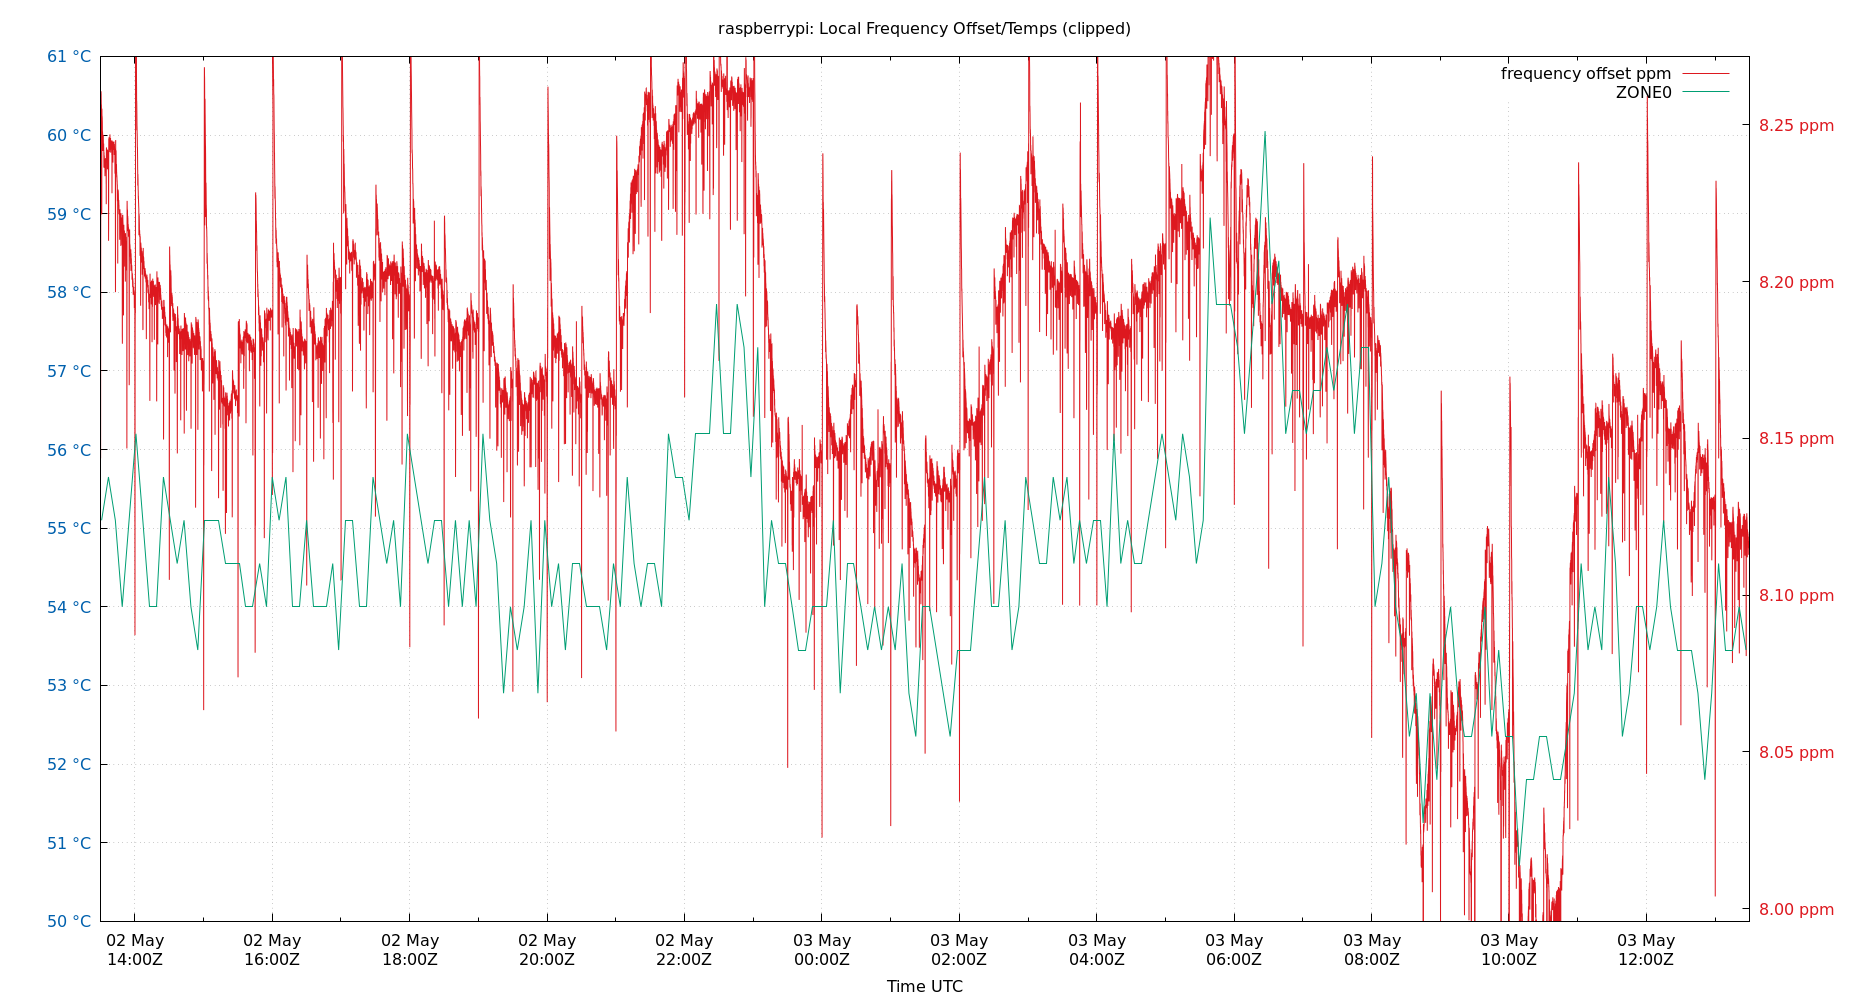 raspberrypi: Local Frequency Offset/Temps (clipped)
61 °C
60 °C
59 °C
58 °C
57 °C
56 °C
55 °C
54 °C
53 °C
52 °C
51 °C
50 °C
frequency offset ppm
ZONE0
8.25 ppm
8.20 ppm
8.15 ppm
8.10 ppm
8.05 ppm
8.00 ppm
02 May 02 May 02 May 02 May 02 May 03 May 03 May 03 May 03 May 03 May 03 May 03 May
14:00Z 16:00Z 18:00Z 20:00Z 22:00Z 00:00Z 02:00Z 04:00Z 06:00Z 08:00Z 10:00Z 12:00Z
Time UTC